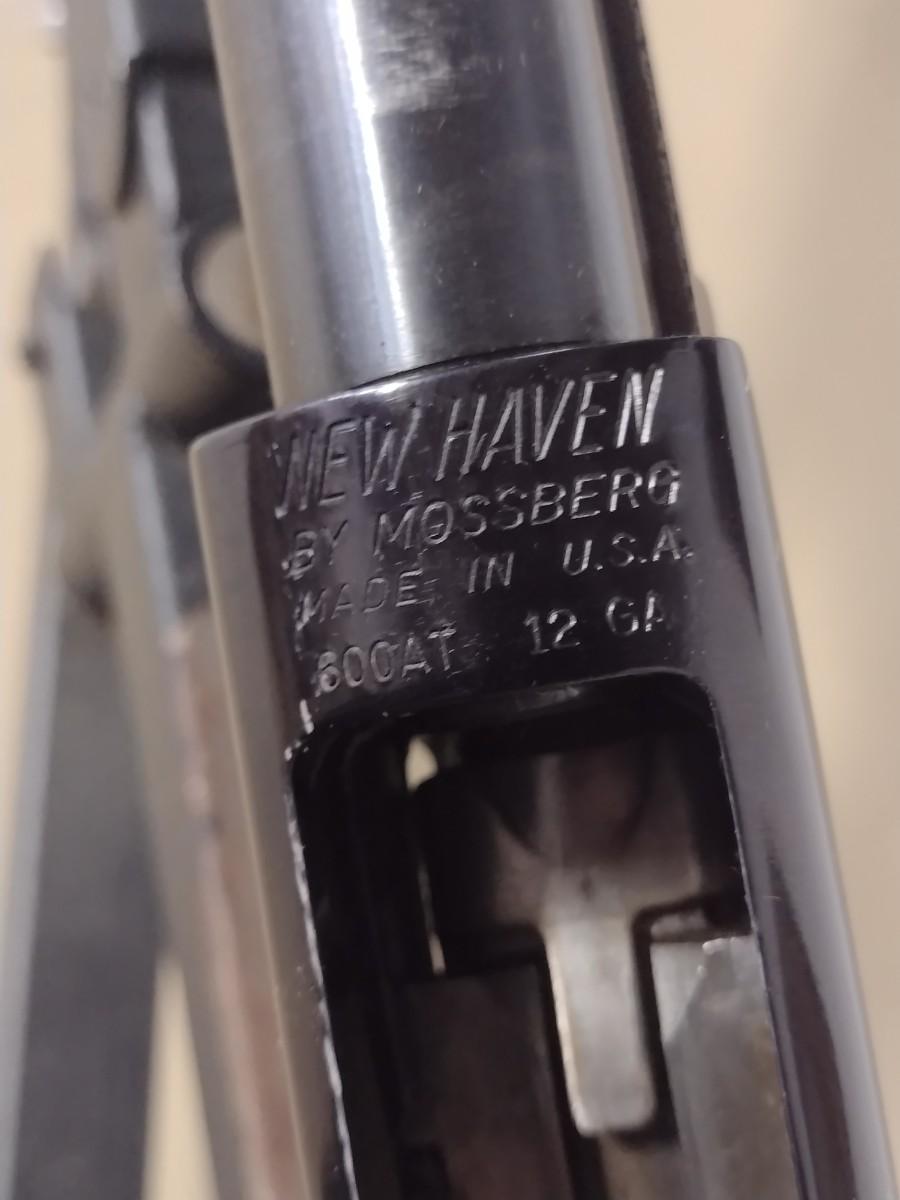 NEW HAVEN
BY MOSSBERG
MADE IN U.S.A.
600AT 12 GA